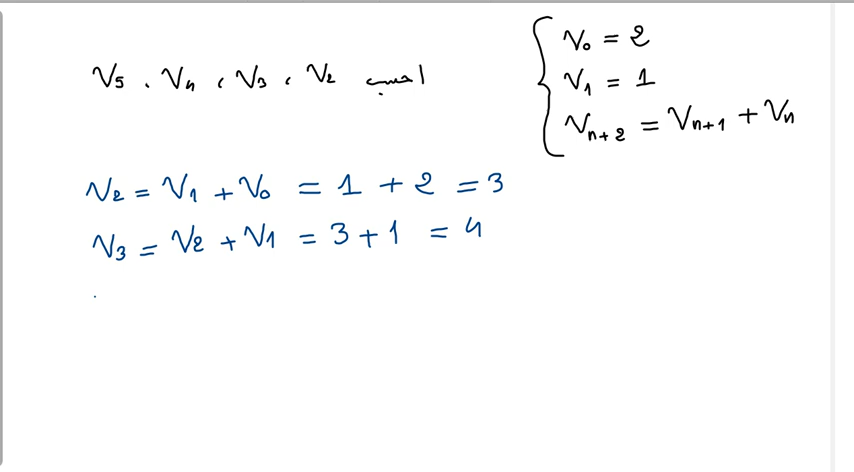 احسب V₂ ، V₃ ، V₄ ، V₅
{ V₀ = 2
V₁ = 1
Vₙ₊₂ = Vₙ₊₁ + Vₙ
V₂ = V₁ + V₀ = 1 + 2 = 3
V₃ = V₂ + V₁ = 3 + 1 = 4